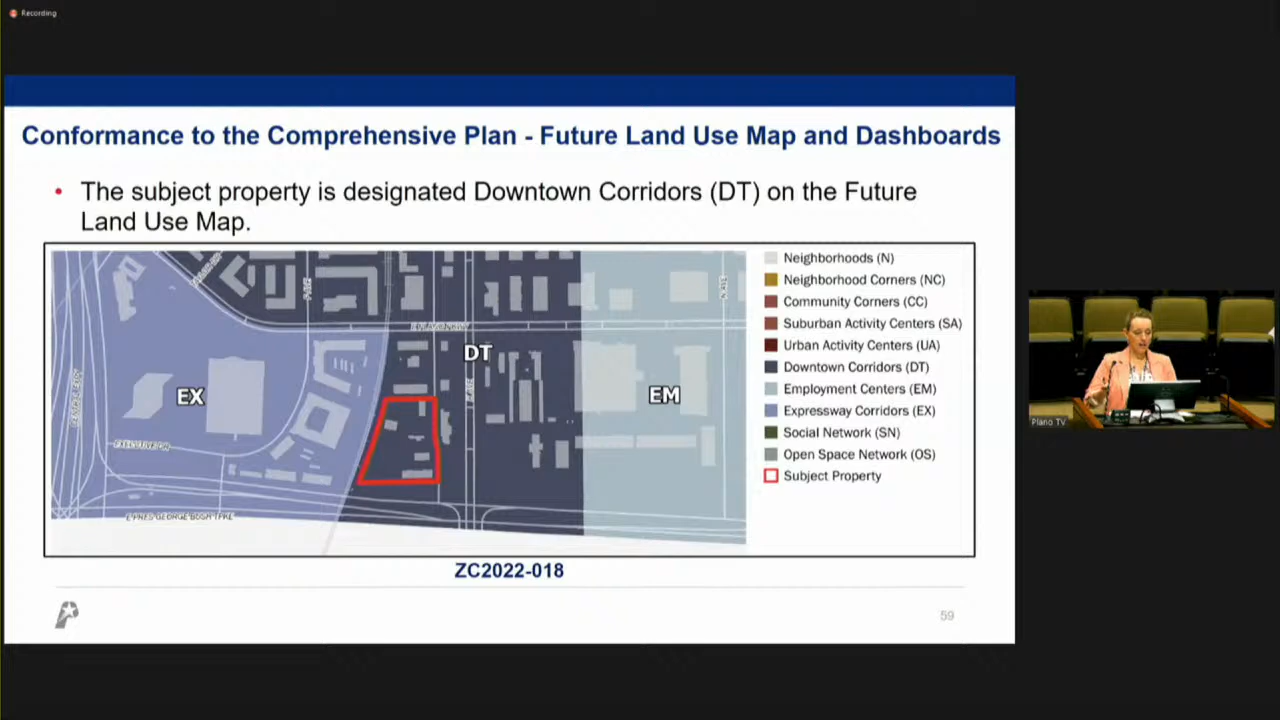 Recording
Conformance to the Comprehensive Plan - Future Land Use Map and Dashboards
• The subject property is designated Downtown Corridors (DT) on the Future
Land Use Map.
EX
DT
EM
EXECUTIVE DR
Neighborhoods (N)
Neighborhood Corners (NC)
Community Corners (CC)
Suburban Activity Centers (SA)
Urban Activity Centers (UA)
Downtown Corridors (DT)
Employment Centers (EM)
Expressway Corridors (EX)
Social Network (SN)
Open Space Network (OS)
Subject Property
ZC2022-018
59
Plano TV